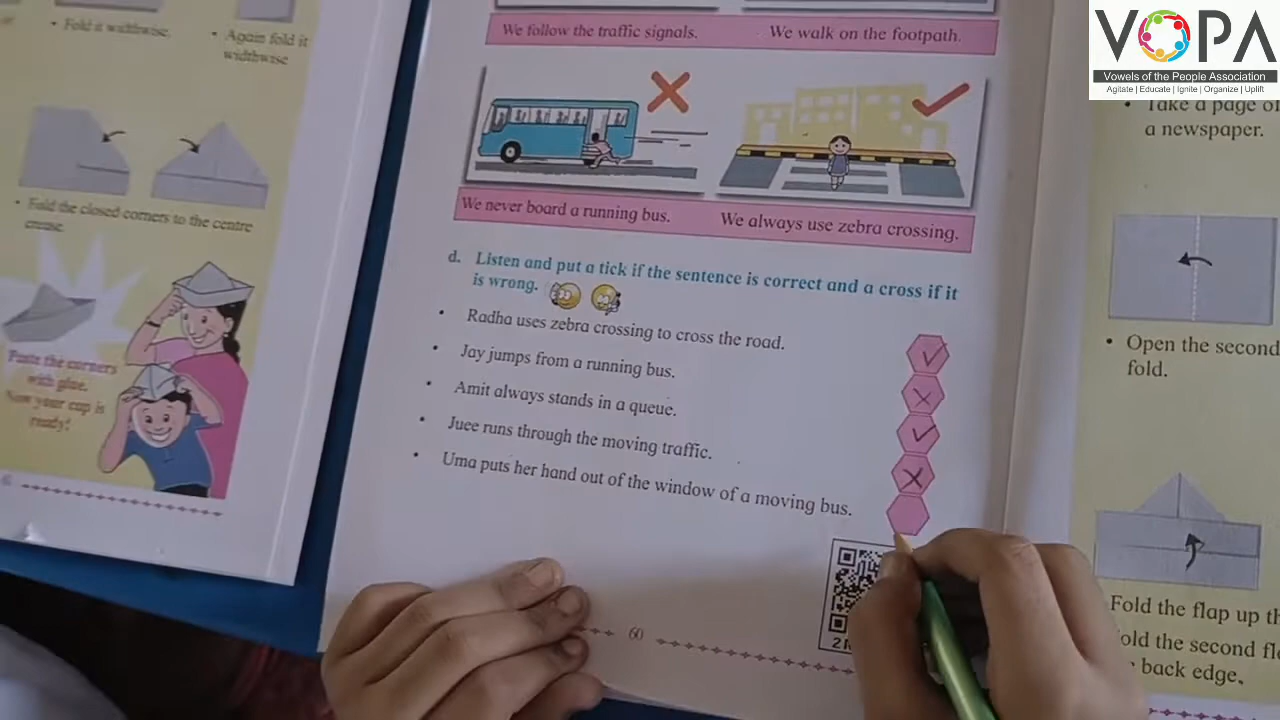 • Fold it widthwise.
• Again fold it
widthwise
• Fold the closed corners to the centre
crease.
Paste the corners
with glue.
Now your cap is
ready!
We follow the traffic signals.
We walk on the footpath.
We never board a running bus.
We always use zebra crossing.
d. Listen and put a tick if the sentence is correct and a cross if it
is wrong.
• Radha uses zebra crossing to cross the road.
• Jay jumps from a running bus.
• Amit always stands in a queue.
• Juee runs through the moving traffic.
• Uma puts her hand out of the window of a moving bus.
60
VOPA
Vowels of the People Association
Agitate | Educate | Ignite | Organize | Uplift
• Take a page of
a newspaper.
• Open the second
fold.
Fold the flap up
second
back edge,